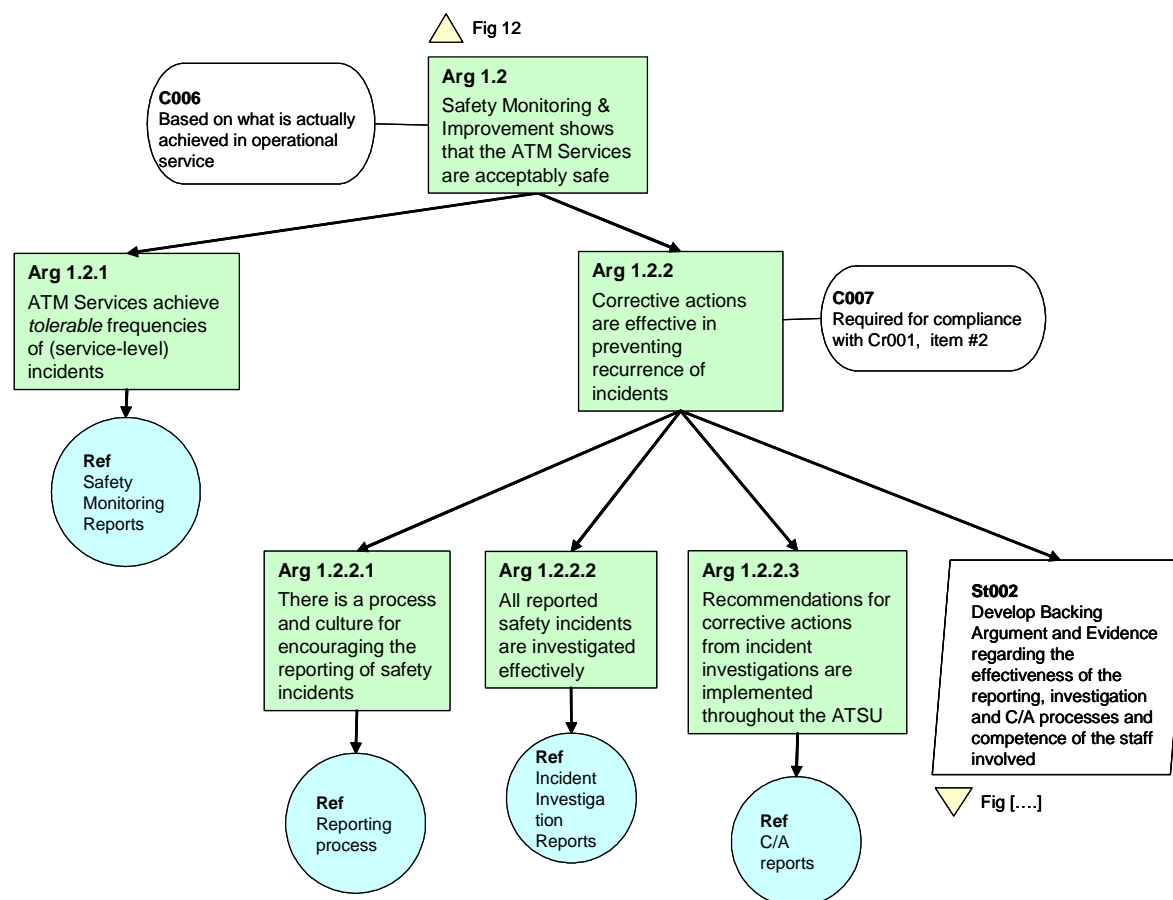 Fig 12
Arg 1.2
Safety Monitoring &
Improvement shows
that the ATM Services
are acceptably safe
C006
Based on what is actually
achieved in operational
service
Arg 1.2.1
ATM Services achieve
tolerable frequencies
of (service-level)
incidents
Arg 1.2.2
Corrective actions
are effective in
preventing
recurrence of
incidents
C007
Required for compliance
with Cr001, item #2
Ref
Safety
Monitoring
Reports
Arg 1.2.2.1
There is a process
and culture for
encouraging the
reporting of safety
incidents
Arg 1.2.2.2
All reported
safety incidents
are investigated
effectively
Arg 1.2.2.3
Recommendations for
corrective actions
from incident
investigations are
implemented
throughout the ATSU
St002
Develop Backing
Argument and Evidence
regarding the
effectiveness of the
reporting, investigation
and C/A processes and
competence of the staff
involved
Ref
Reporting
process
Ref
Incident
Investiga
tion
Reports
Ref
C/A
reports
Fig [....]